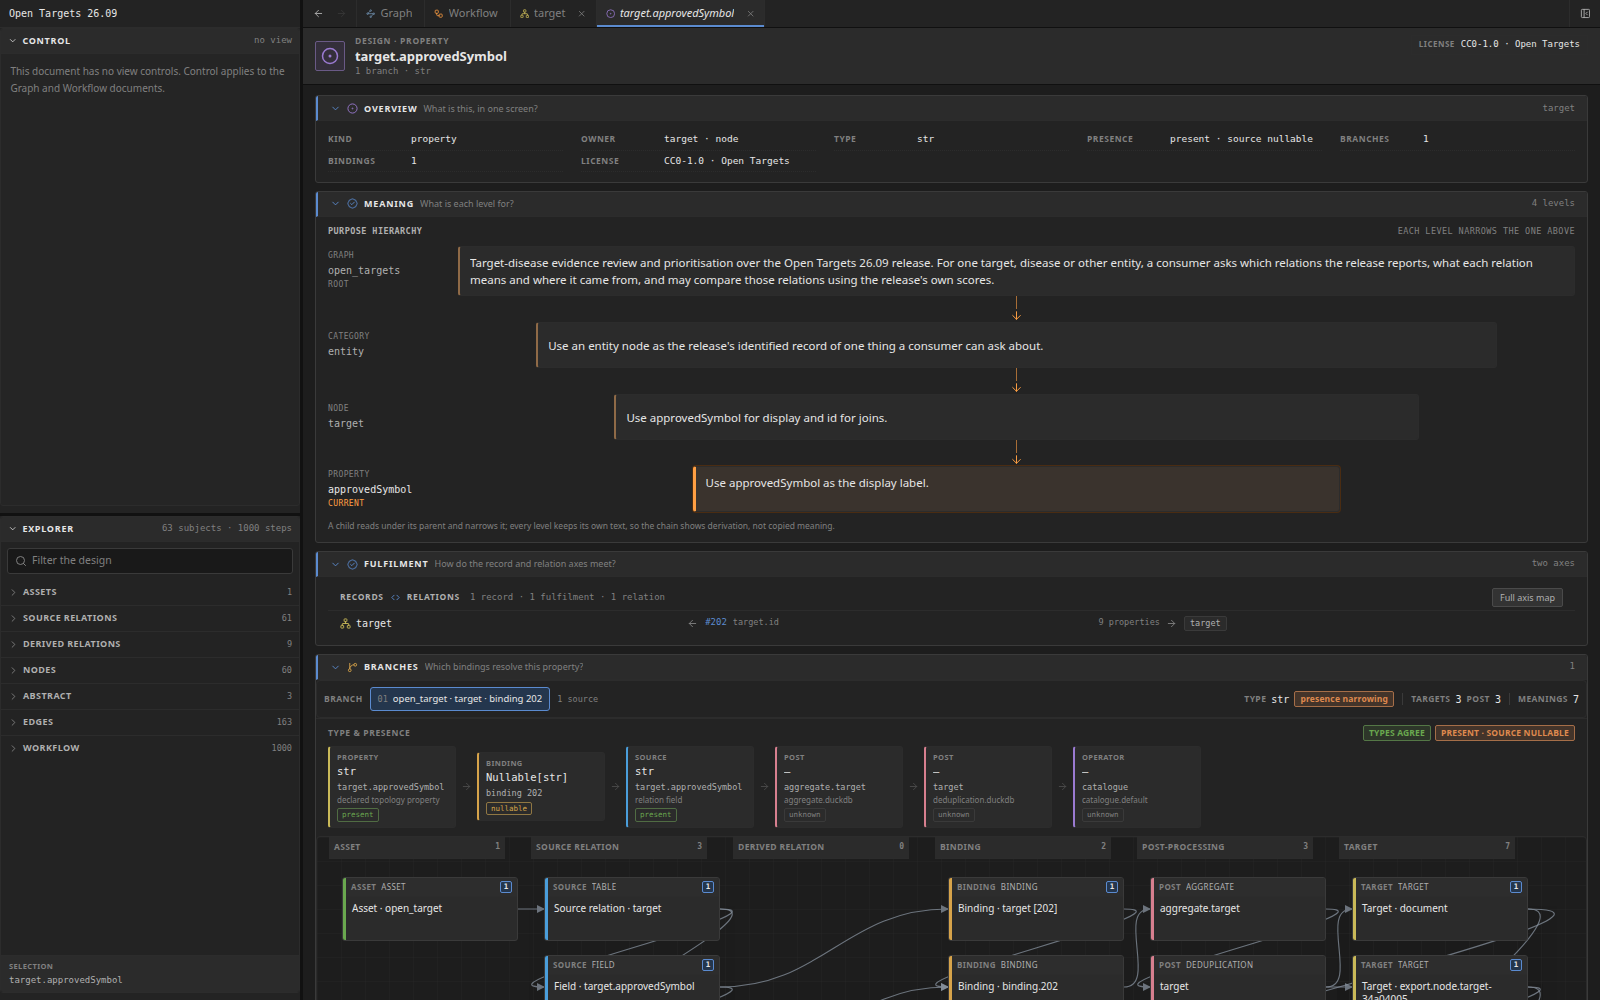 Open Targets 26.09
CONTROL
no view
This document has no view controls. Control applies to the
Graph and Workflow documents.
EXPLORER
63 subjects · 1000 steps
Filter the design
ASSETS 1
SOURCE RELATIONS 61
DERIVED RELATIONS 9
NODES 60
ABSTRACT 3
EDGES 163
WORKFLOW 1000
SELECTION
target.approvedSymbol
Graph
Workflow
target
target.approvedSymbol
DESIGN · PROPERTY
target.approvedSymbol
1 branch · str
LICENSE CC0-1.0 · Open Targets
OVERVIEW What is this, in one screen?
target
KIND property
OWNER target · node
TYPE str
PRESENCE present · source nullable
BRANCHES 1
BINDINGS 1
LICENSE CC0-1.0 · Open Targets
MEANING What is each level for?
4 levels
PURPOSE HIERARCHY
EACH LEVEL NARROWS THE ONE ABOVE
GRAPH
open_targets
ROOT
Target-disease evidence review and prioritisation over the Open Targets 26.09 release. For one target, disease or other entity, a consumer asks which relations the release reports, what each relation
means and where it came from, and may compare those relations using the release's own scores.
CATEGORY
entity
Use an entity node as the release's identified record of one thing a consumer can ask about.
NODE
target
Use approvedSymbol for display and id for joins.
PROPERTY
approvedSymbol
CURRENT
Use approvedSymbol as the display label.
A child reads under its parent and narrows it; every level keeps its own text, so the chain shows derivation, not copied meaning.
FULFILMENT How do the record and relation axes meet?
two axes
RECORDS <> RELATIONS 1 record · 1 fulfilment · 1 relation
Full axis map
target
← #202 target.id
9 properties → target
BRANCHES Which bindings resolve this property?
1
BRANCH 01 open_target · target · binding 202 1 source
TYPE str presence narrowing TARGETS 3 POST 3 MEANINGS 7
TYPE & PRESENCE
TYPES AGREE PRESENT · SOURCE NULLABLE
PROPERTY
str
target.approvedSymbol
declared topology property
present
BINDING
Nullable[str]
binding 202
nullable
SOURCE
str
target.approvedSymbol
relation field
present
POST
—
aggregate.target
aggregate.duckdb
unknown
POST
—
target
deduplication.duckdb
unknown
OPERATOR
—
catalogue
catalogue.default
unknown
ASSET 1
SOURCE RELATION 3
DERIVED RELATION 0
BINDING 2
POST-PROCESSING 3
TARGET 7
ASSET ASSET 1
Asset · open_target
SOURCE TABLE 1
Source relation · target
BINDING BINDING 1
Binding · target [202]
POST AGGREGATE
aggregate.target
TARGET TARGET 1
Target · document
SOURCE FIELD 1
Field · target.approvedSymbol
BINDING BINDING
Binding · binding.202
POST DEDUPLICATION
target
TARGET TARGET 1
Target · export.node.target-
34a04005